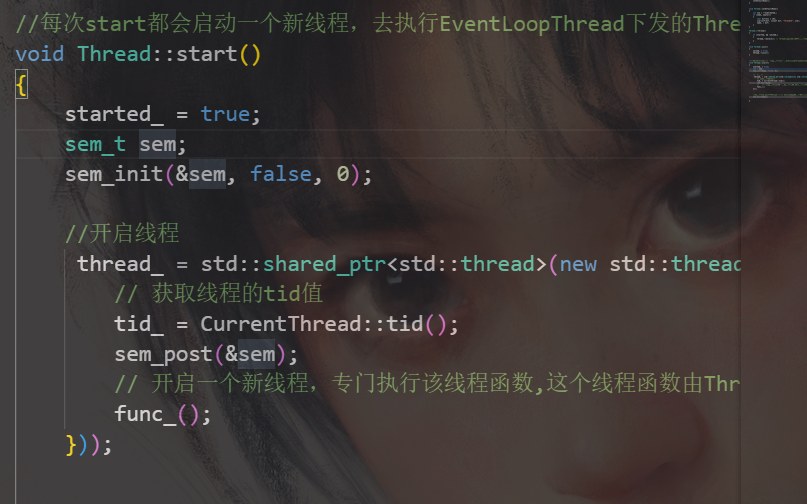 //每次start都会启动一个新线程，去执行EventLoopThread下发的Thre
void Thread::start()
{
started_ = true;
sem_t sem;
sem_init(&sem, false, 0);
//开启线程
thread_ = std::shared_ptr<std::thread>(new std::thread
// 获取线程的tid值
tid_ = CurrentThread::tid();
sem_post(&sem);
// 开启一个新线程，专门执行该线程函数,这个线程函数由Thr
func_();
}));